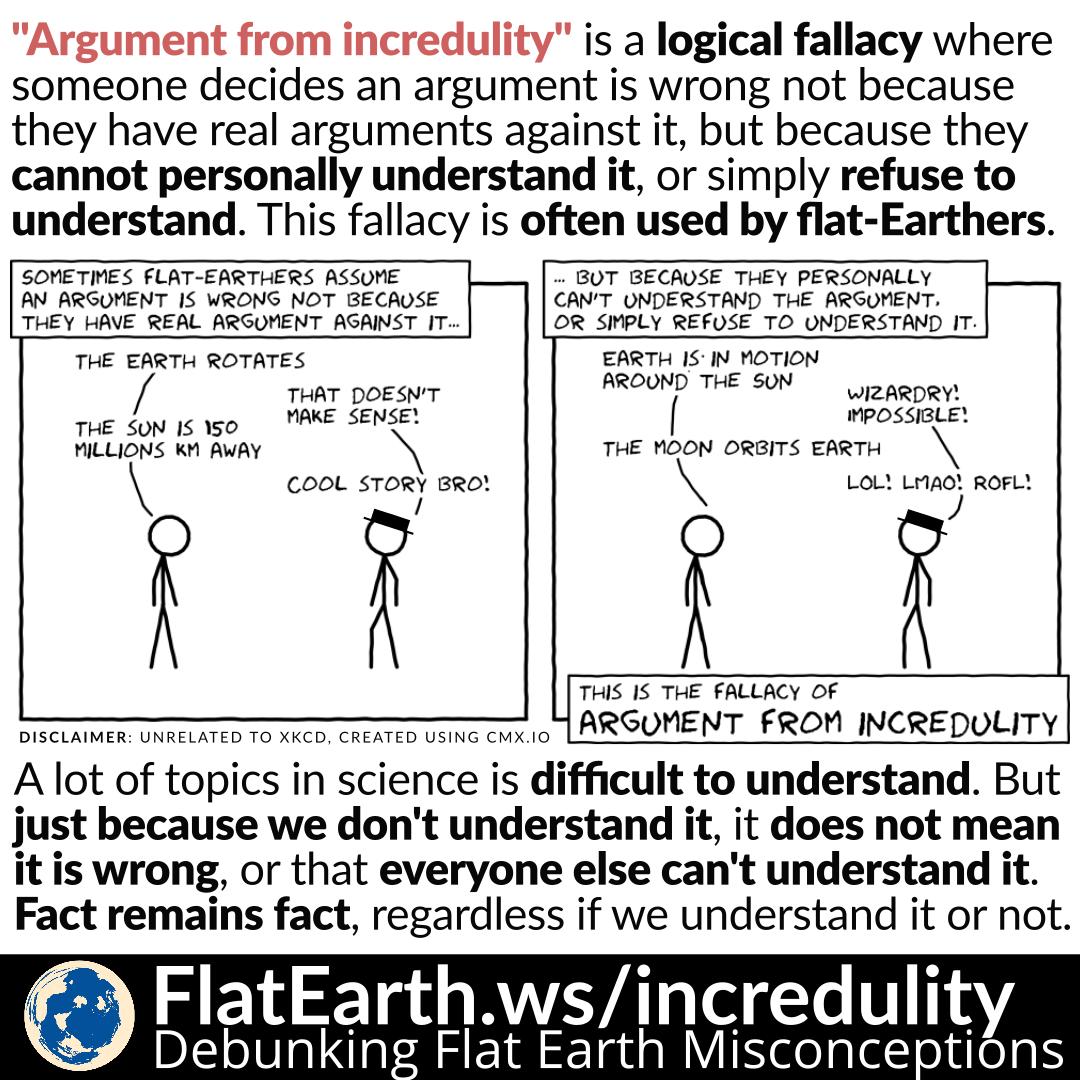 "Argument from incredulity" is a logical fallacy where
someone decides an argument is wrong not because
they have real arguments against it, but because they
cannot personally understand it, or simply refuse to
understand. This fallacy is often used by flat-Earthers.
SOMETIMES FLAT-EARTHERS ASSUME
AN ARGUMENT IS WRONG NOT BECAUSE
THEY HAVE REAL ARGUMENT AGAINST IT...
THE EARTH ROTATES
THAT DOESN'T
MAKE SENSE!
THE SUN IS 150
MILLIONS KM AWAY
COOL STORY BRO!
... BUT BECAUSE THEY PERSONALLY
CAN'T UNDERSTAND THE ARGUMENT,
OR SIMPLY REFUSE TO UNDERSTAND IT.
EARTH IS IN MOTION
AROUND THE SUN
WIZARDRY!
IMPOSSIBLE!
THE MOON ORBITS EARTH
LOL! LMAO! ROFL!
THIS IS THE FALLACY OF
ARGUMENT FROM INCREDULITY
DISCLAIMER: UNRELATED TO XKCD, CREATED USING CMX.IO
A lot of topics in science is difficult to understand. But
just because we don't understand it, it does not mean
it is wrong, or that everyone else can't understand it.
Fact remains fact, regardless if we understand it or not.
FlatEarth.ws/incredulity
Debunking Flat Earth Misconceptions